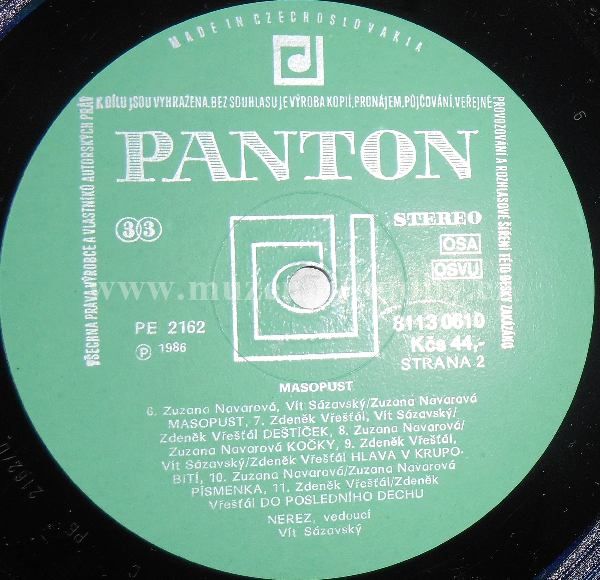 MADE IN CZECHOSLOVAKIA
VŠECHNA PRÁVA VÝROBCE A VLASTNÍKŮ AUTORSKÝCH PRÁV
K DÍLU JSOU VYHRAŽENA. BEZ SOUHLASU JE VÝROBA KOPIÍ, PRONÁJEM, PŮJČOVÁNÍ, VEŘEJNÉ
PROVOZOVÁNÍ A ROZHLASOVÉ ŠÍŘENÍ TÉTO DESKY ZAKÁZÁNO
PANTON
33
STEREO
OSA
OSVU
PE 2162
Ⓟ 1986
8113 0610
Kčs 44,-
STRANA 2
MASOPUST
6. Zuzana Navarová, Vít Sázavský/Zuzana Navarová
MASOPUST, 7. Zdeněk Vřešťál, Vít Sázavský/
Zdeněk Vřešťál DEŠTÍČEK, 8. Zuzana Navarová/
Zuzana Navarová KOČKY, 9. Zdeněk Vřešťál,
Vít Sázavský/Zdeněk Vřešťál HLAVA V KRUPO-
BITÍ, 10. Zuzana Navarová/Zuzana Navarová
PÍSMENKA, 11. Zdeněk Vřešťál/Zdeněk
Vřešťál DO POSLEDNÍHO DECHU
NEREZ, vedoucí
Vít Sázavský